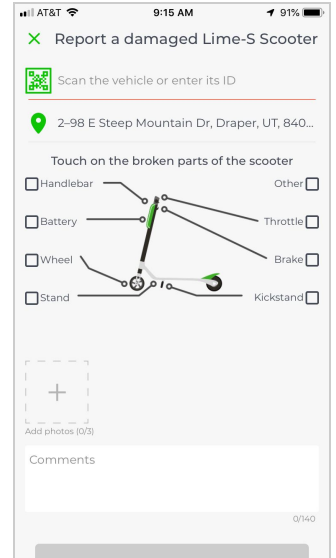 AT&T 9:15 AM 91%
Report a damaged Lime-S Scooter
Scan the vehicle or enter its ID
2–98 E Steep Mountain Dr, Draper, UT, 840...
Touch on the broken parts of the scooter
Handlebar Other
Battery Throttle
Wheel Brake
Stand Kickstand
Add photos (0/3)
Comments
0/140